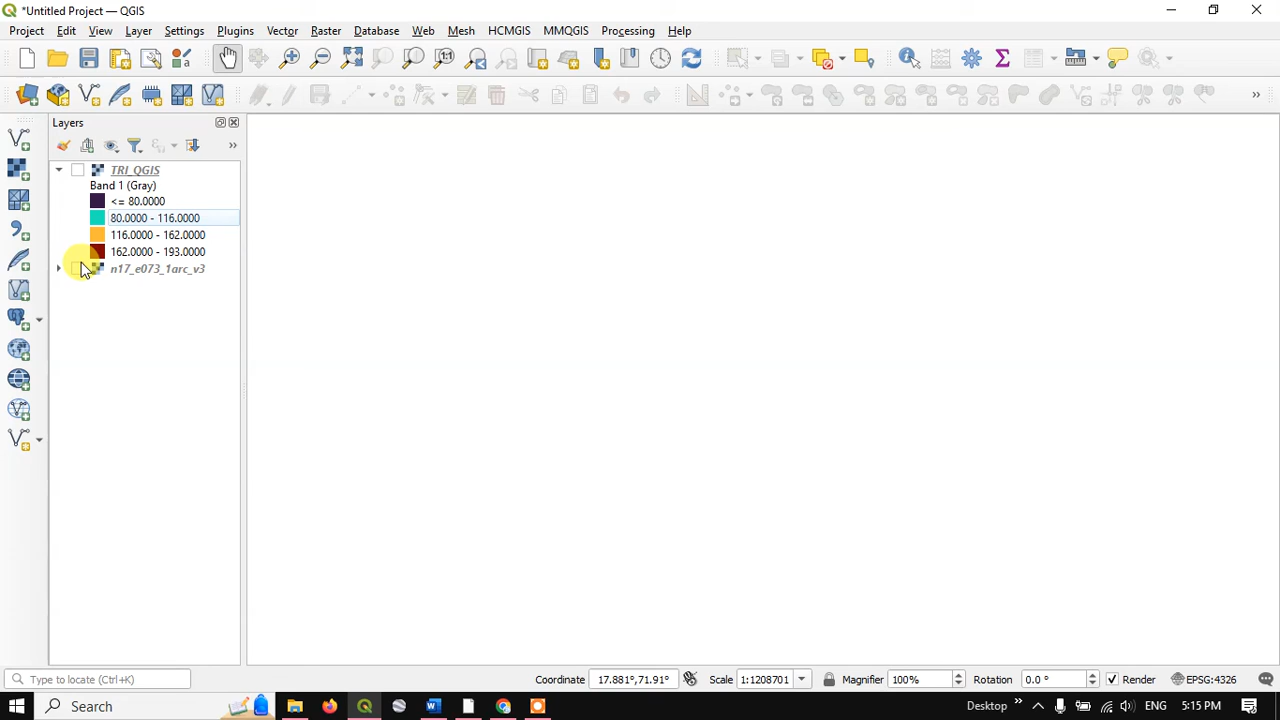 *Untitled Project — QGIS
Project Edit View Layer Settings Plugins Vector Raster Database Web Mesh HCMGIS MMQGIS Processing Help
1:1
Layers
TRI_QGIS
Band 1 (Gray)
<= 80.0000
80.0000 - 116.0000
116.0000 - 162.0000
162.0000 - 193.0000
n17_e073_1arc_v3
Type to locate (Ctrl+K) Coordinate 17.881°,71.91° Scale 1:1208701 Magnifier 100% Rotation 0.0 ° Render EPSG:4326
Search Desktop ENG 5:15 PM